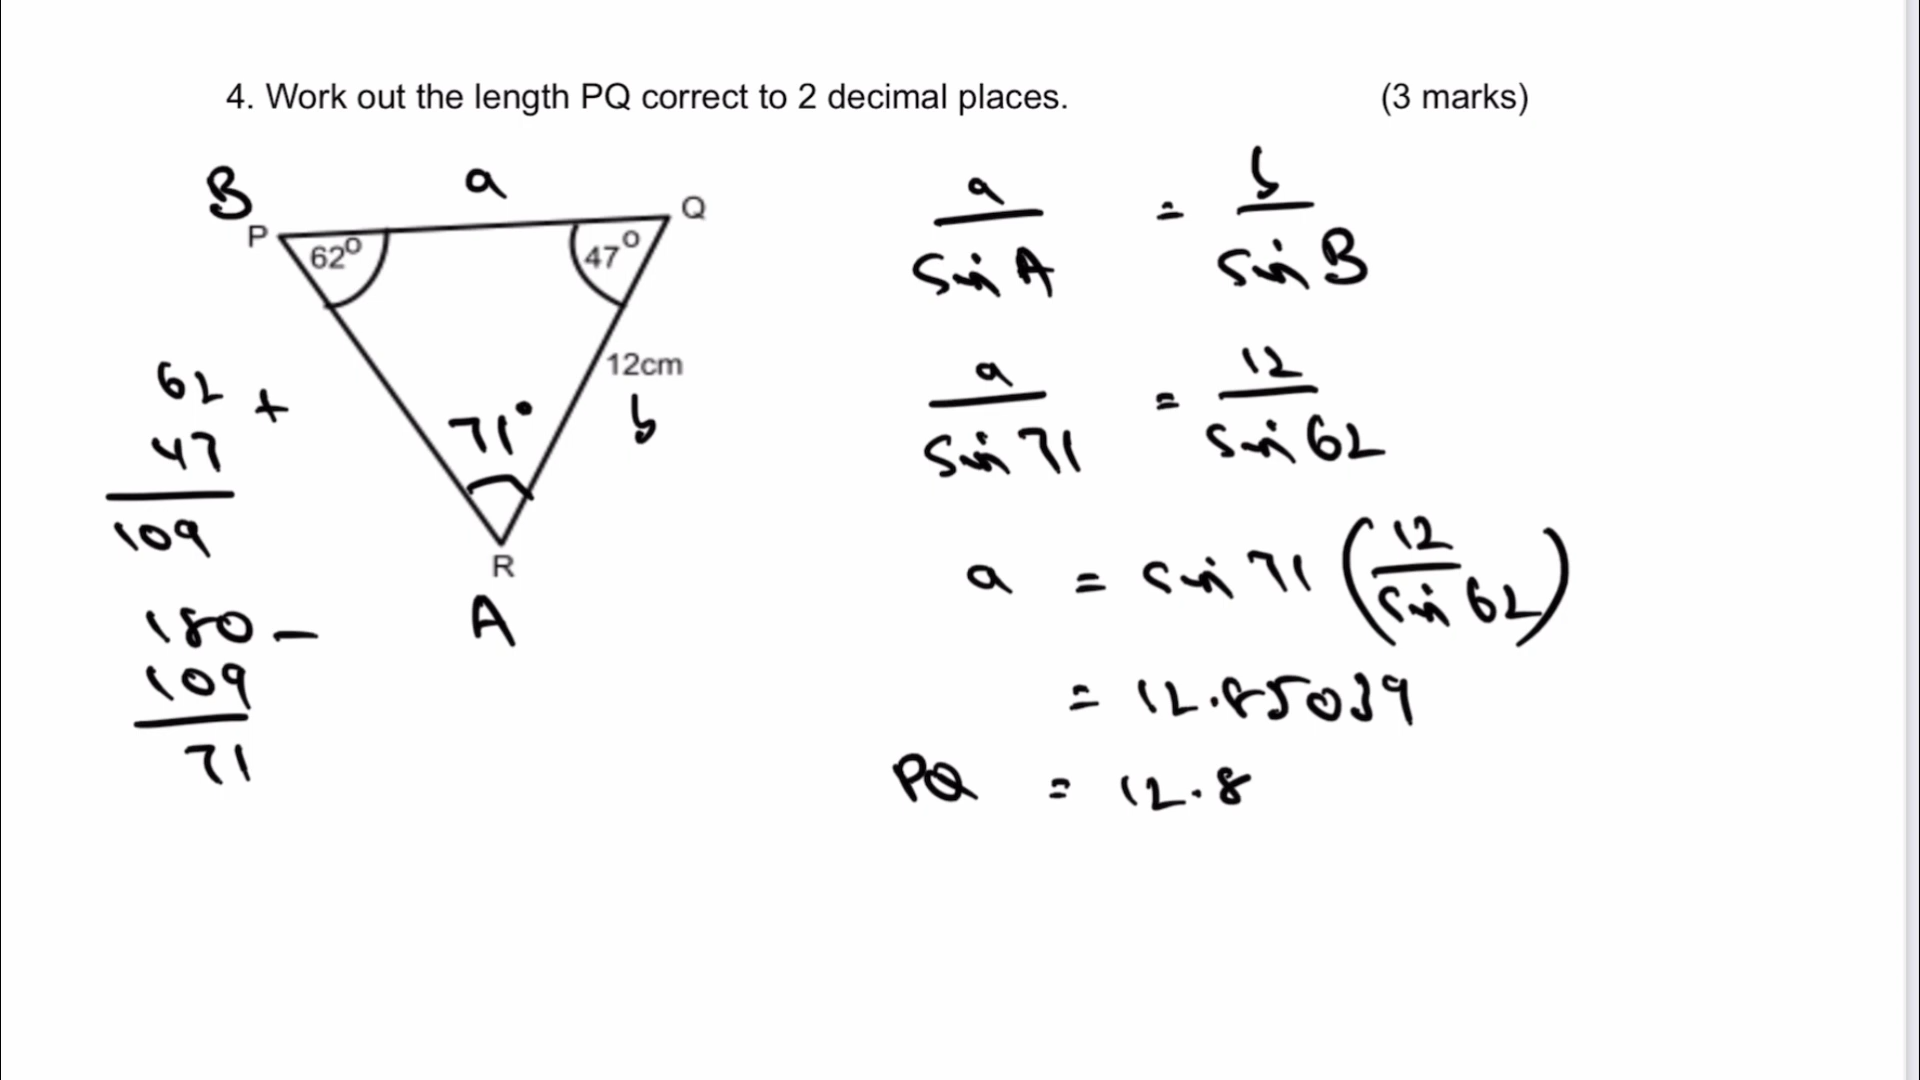 4. Work out the length PQ correct to 2 decimal places. (3 marks)
B a
P Q
62° 47°
12cm
b
71°
R
A
62 +
47
109
180 -
109
71
a = b
sin A sin B
a = 12
sin 71 sin 62
a = sin 71 ( 12
sin 62 )
= 12.85039
PQ = 12.8